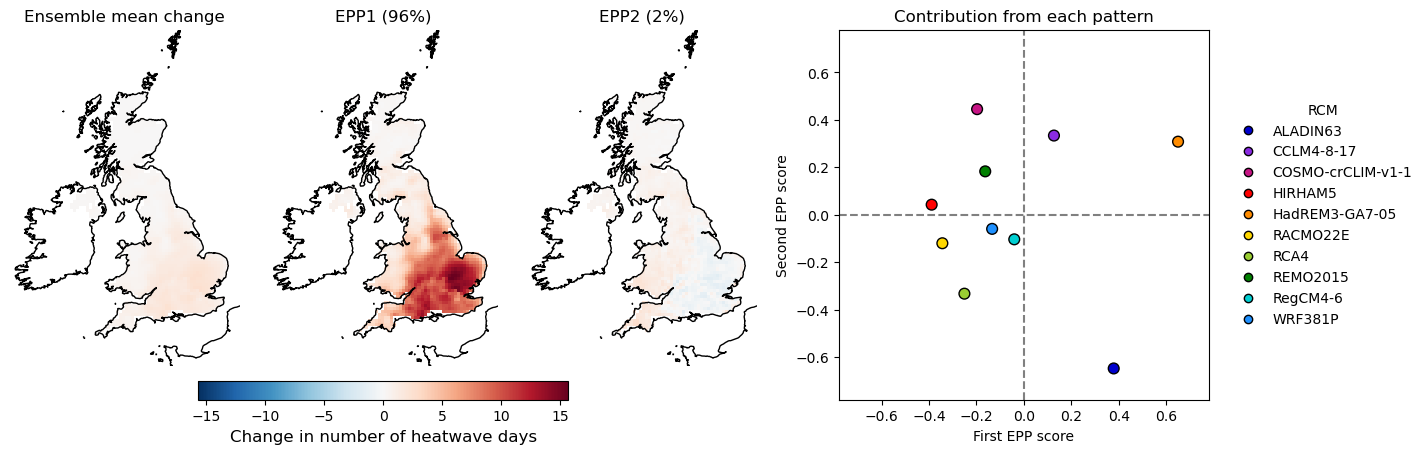 Ensemble mean change
EPP1 (96%)
EPP2 (2%)
−15 −10 −5 0 5 10 15
Change in number of heatwave days
Contribution from each pattern
Second EPP score
0.6
0.4
0.2
0.0
−0.2
−0.4
−0.6
−0.6 −0.4 −0.2 0.0 0.2 0.4 0.6
First EPP score
RCM
ALADIN63
CCLM4-8-17
COSMO-crCLIM-v1-1
HIRHAM5
HadREM3-GA7-05
RACMO22E
RCA4
REMO2015
RegCM4-6
WRF381P